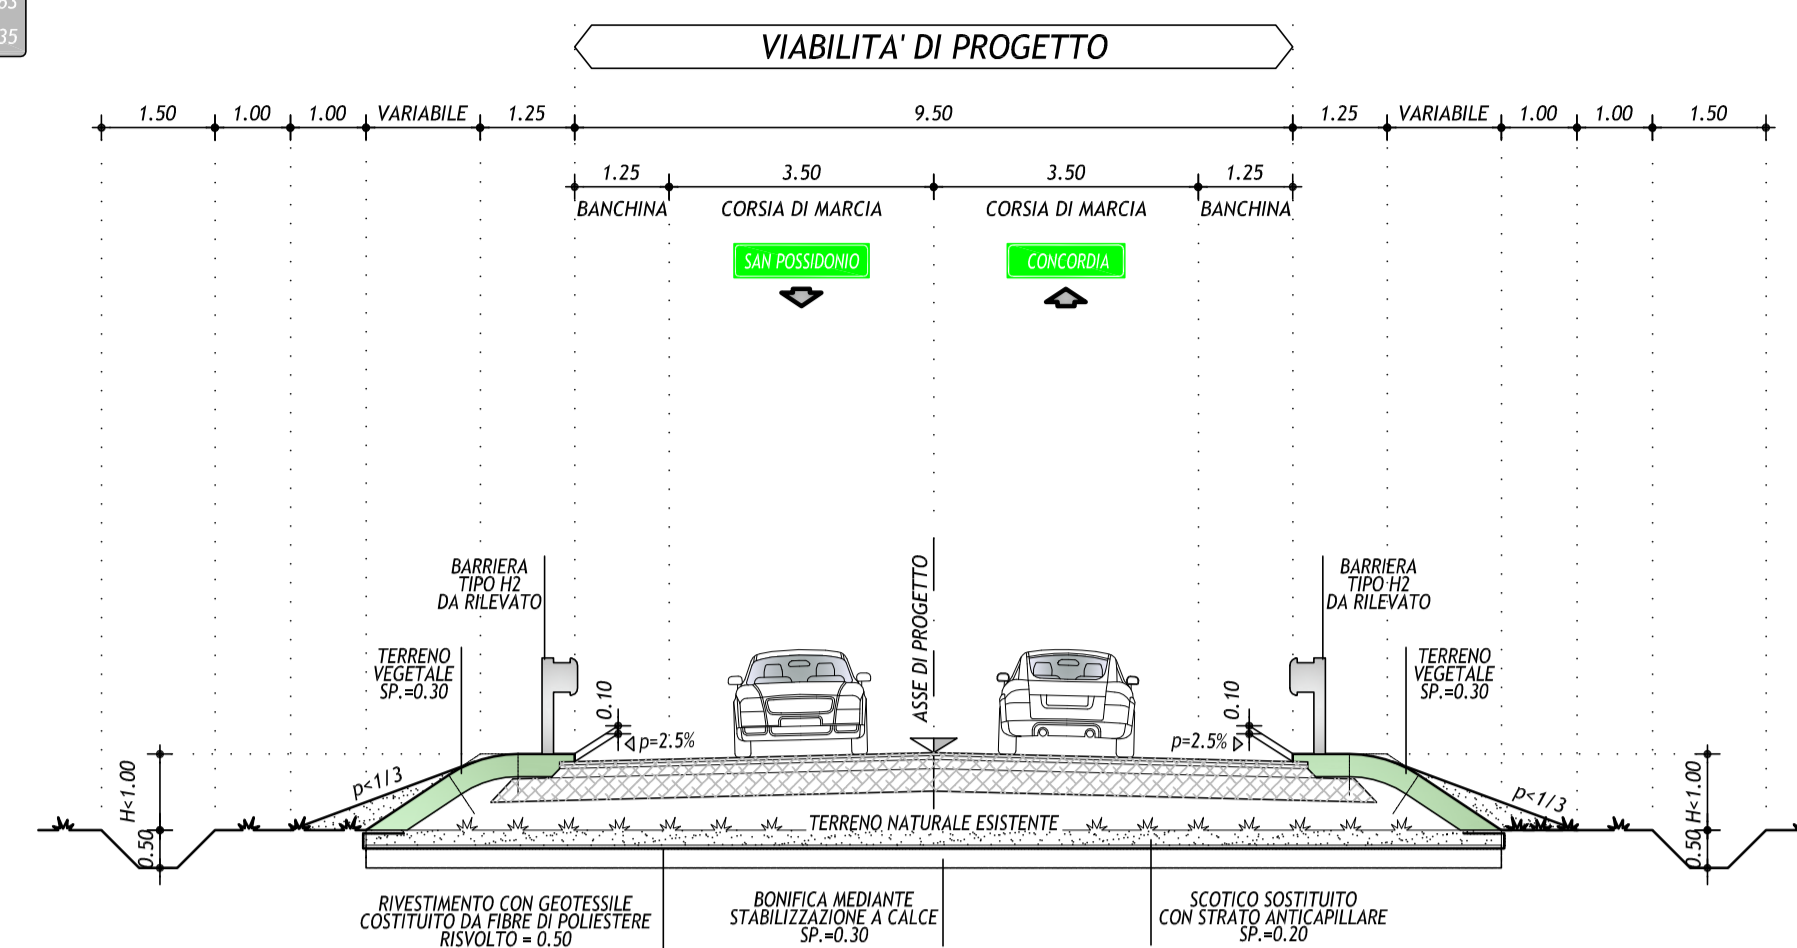 35
VIABILITA' DI PROGETTO
1.50 1.00 1.00 VARIABILE 1.25 9.50 1.25 VARIABILE 1.00 1.00 1.50
1.25 3.50 3.50 1.25
BANCHINA CORSIA DI MARCIA CORSIA DI MARCIA BANCHINA
SAN POSSIDONIO CONCORDIA
BARRIERA
TIPO H2
DA RILEVATO
ASSE DI PROGETTO
BARRIERA
TIPO H2
DA RILEVATO
TERRENO
VEGETALE
SP.=0.30
TERRENO
VEGETALE
SP.=0.30
0.10
0.10
p=2.5%
p=2.5%
H<1.00
p<1/3
p<1/3
H<1.00
0.50
TERRENO NATURALE ESISTENTE
0.50
RIVESTIMENTO CON GEOTESSILE
COSTITUITO DA FIBRE DI POLIESTERE
RISVOLTO = 0.50
BONIFICA MEDIANTE
STABILIZZAZIONE A CALCE
SP.=0.30
SCOTICO SOSTITUITO
CON STRATO ANTICAPILLARE
SP.=0.20